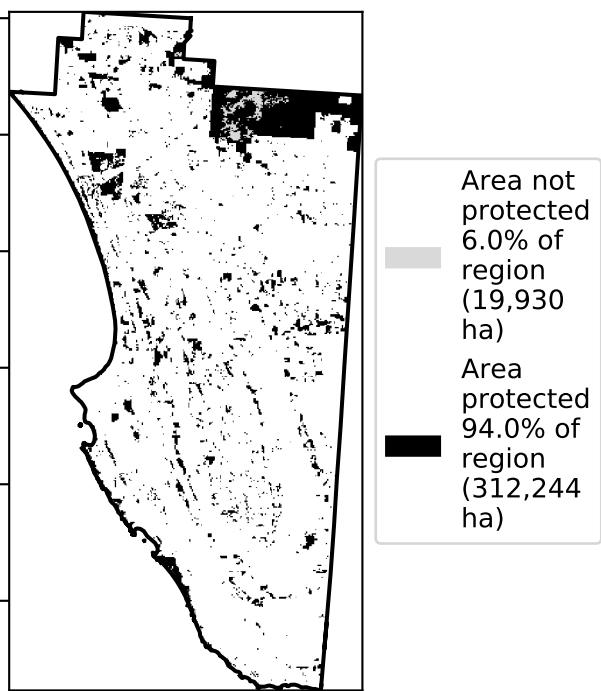 Area not
protected
6.0% of
region
(19,930
ha)
Area
protected
94.0% of
region
(312,244
ha)